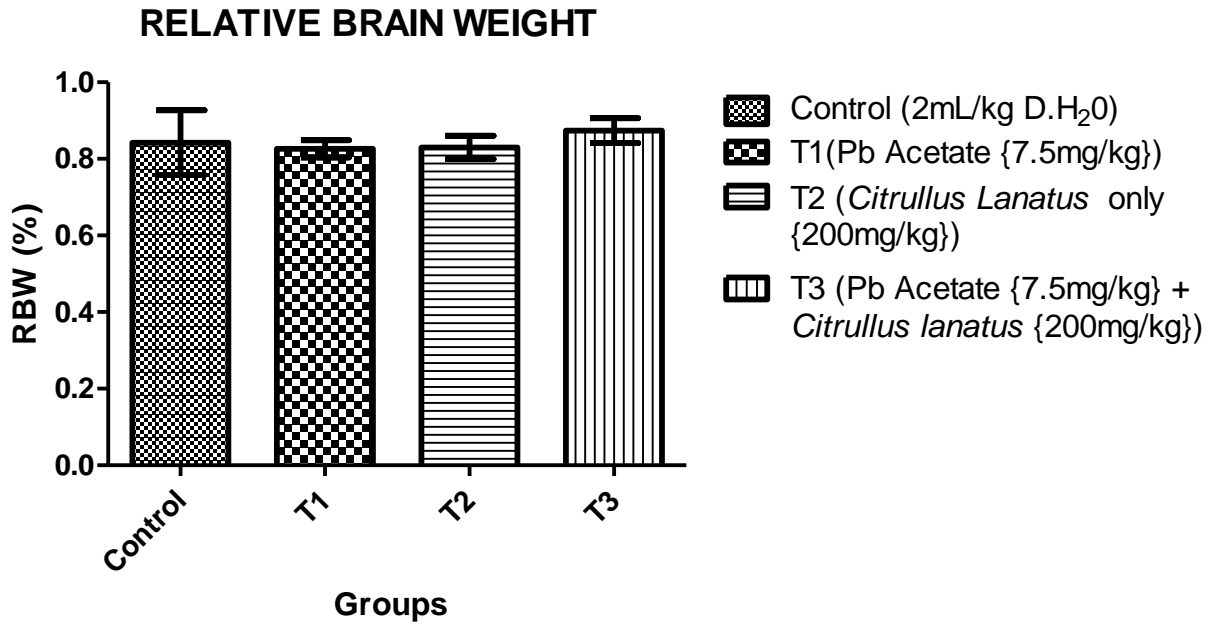 RELATIVE BRAIN WEIGHT
1.0
0.8
0.6
0.4
0.2
0.0
RBW (%)
Control
T1
T2
T3
Groups
Control (2mL/kg D.H₂0)
T1(Pb Acetate {7.5mg/kg})
T2 (Citrullus Lanatus only
{200mg/kg})
T3 (Pb Acetate {7.5mg/kg} +
Citrullus lanatus {200mg/kg})